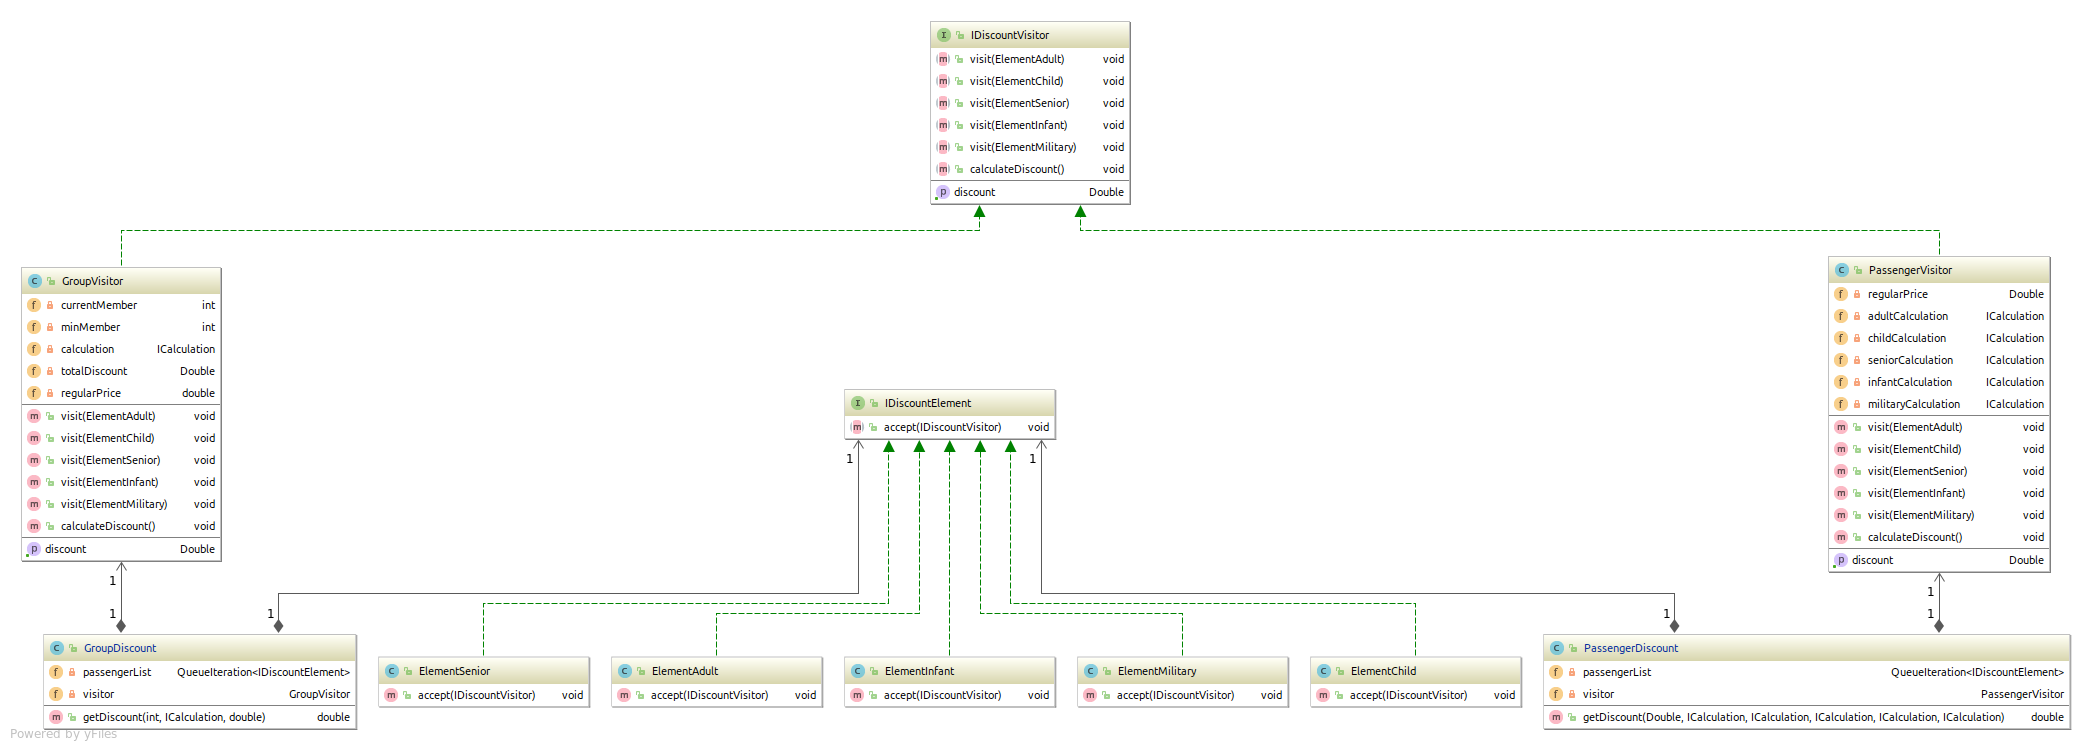 IDiscountVisitor
visit(ElementAdult) void
visit(ElementChild) void
visit(ElementSenior) void
visit(ElementInfant) void
visit(ElementMilitary) void
calculateDiscount() void
discount Double
GroupVisitor
currentMember int
minMember int
calculation ICalculation
totalDiscount Double
regularPrice double
visit(ElementAdult) void
visit(ElementChild) void
visit(ElementSenior) void
visit(ElementInfant) void
visit(ElementMilitary) void
calculateDiscount() void
discount Double
PassengerVisitor
regularPrice Double
adultCalculation ICalculation
childCalculation ICalculation
seniorCalculation ICalculation
infantCalculation ICalculation
militaryCalculation ICalculation
visit(ElementAdult) void
visit(ElementChild) void
visit(ElementSenior) void
visit(ElementInfant) void
visit(ElementMilitary) void
calculateDiscount() void
discount Double
IDiscountElement
accept(IDiscountVisitor) void
1
1
1
1
1
1
1
1
GroupDiscount
passengerList QueueIteration<IDiscountElement>
visitor GroupVisitor
getDiscount(int, ICalculation, double) double
ElementSenior
accept(IDiscountVisitor) void
ElementAdult
accept(IDiscountVisitor) void
ElementInfant
accept(IDiscountVisitor) void
ElementMilitary
accept(IDiscountVisitor) void
ElementChild
accept(IDiscountVisitor) void
PassengerDiscount
passengerList QueueIteration<IDiscountElement>
visitor PassengerVisitor
getDiscount(Double, ICalculation, ICalculation, ICalculation, ICalculation, ICalculation) double
Powered by yFiles